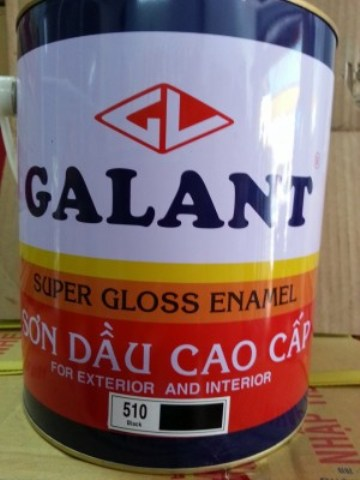 GL
GALANT
SUPER GLOSS ENAMEL
SƠN DẦU CAO CẤP
FOR EXTERIOR AND INTERIOR
510
Black